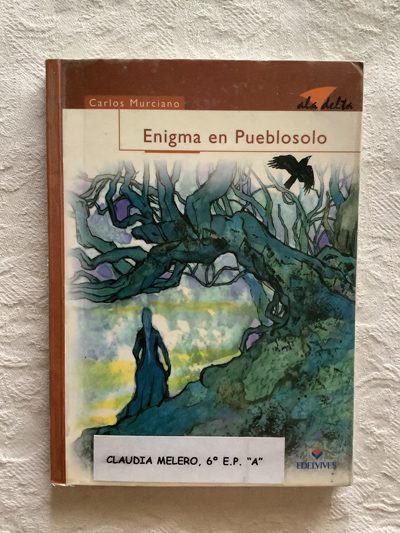 Carlos Murciano
ala delta
Enigma en Pueblosolo
CLAUDIA MELERO, 6º E.P. "A"
EDELVIVES